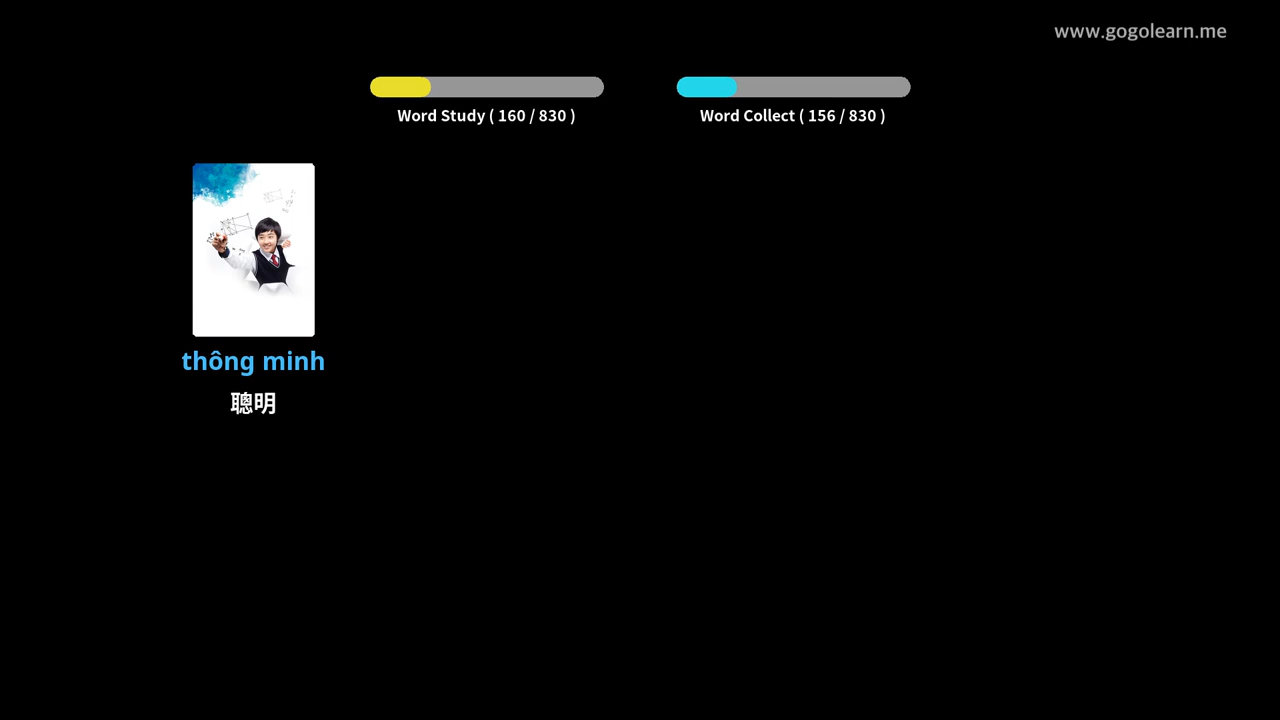 www.gogolearn.me
Word Study ( 160 / 830 )
Word Collect ( 156 / 830 )
thông minh
聰明